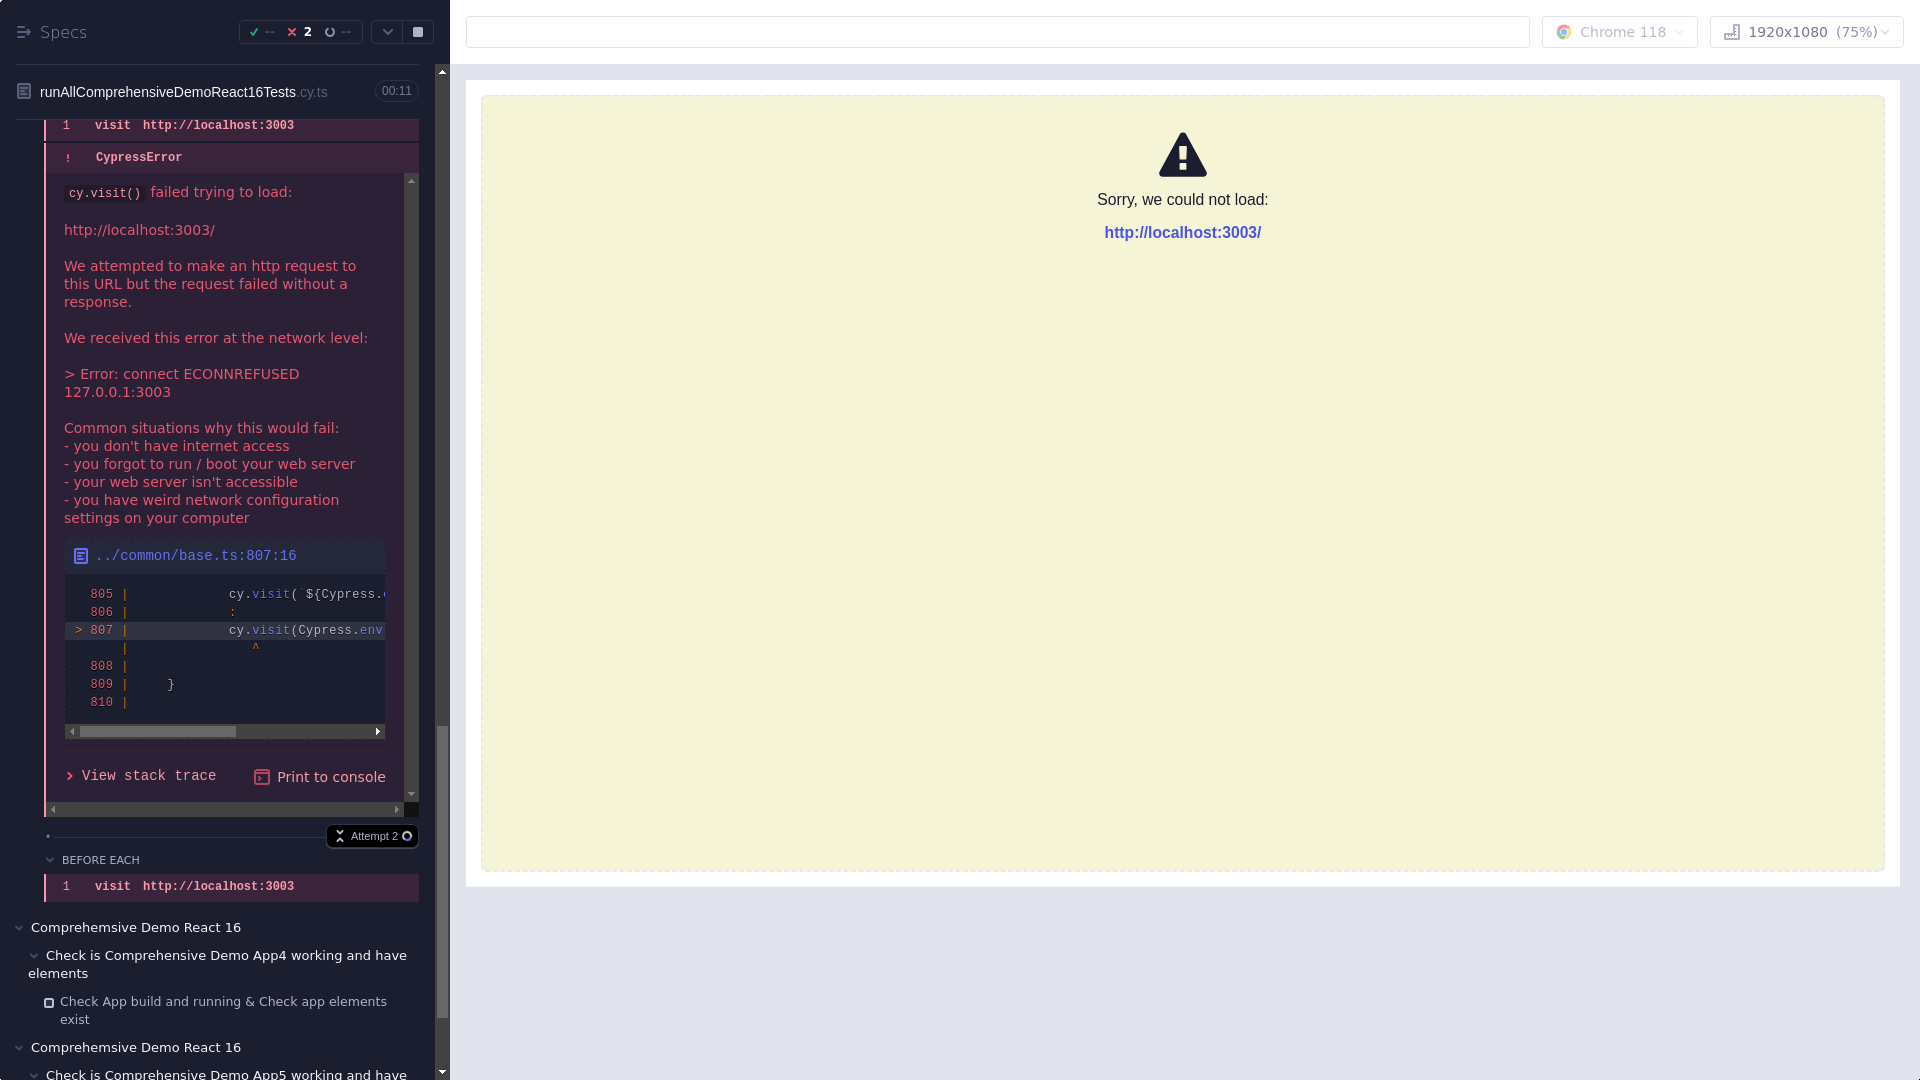 Specs
-- 2 --
runAllComprehensiveDemoReact16Tests.cy.ts 00:11
1 visit http://localhost:3003
! CypressError
cy.visit() failed trying to load:
http://localhost:3003/
We attempted to make an http request to
this URL but the request failed without a
response.
We received this error at the network level:
> Error: connect ECONNREFUSED
127.0.0.1:3003
Common situations why this would fail:
- you don't have internet access
- you forgot to run / boot your web server
- your web server isn't accessible
- you have weird network configuration
settings on your computer
../common/base.ts:807:16
805 | cy.visit(`${Cypress.
806 | :
> 807 | cy.visit(Cypress.env
| ^
808 |
809 | }
810 |
View stack trace Print to console
Attempt 2
BEFORE EACH
1 visit http://localhost:3003
Comprehemsive Demo React 16
Check is Comprehensive Demo App4 working and have
elements
Check App build and running & Check app elements
exist
Comprehemsive Demo React 16
Check is Comprehensive Demo App5 working and have
Chrome 118
1920x1080 (75%)
Sorry, we could not load:
http://localhost:3003/